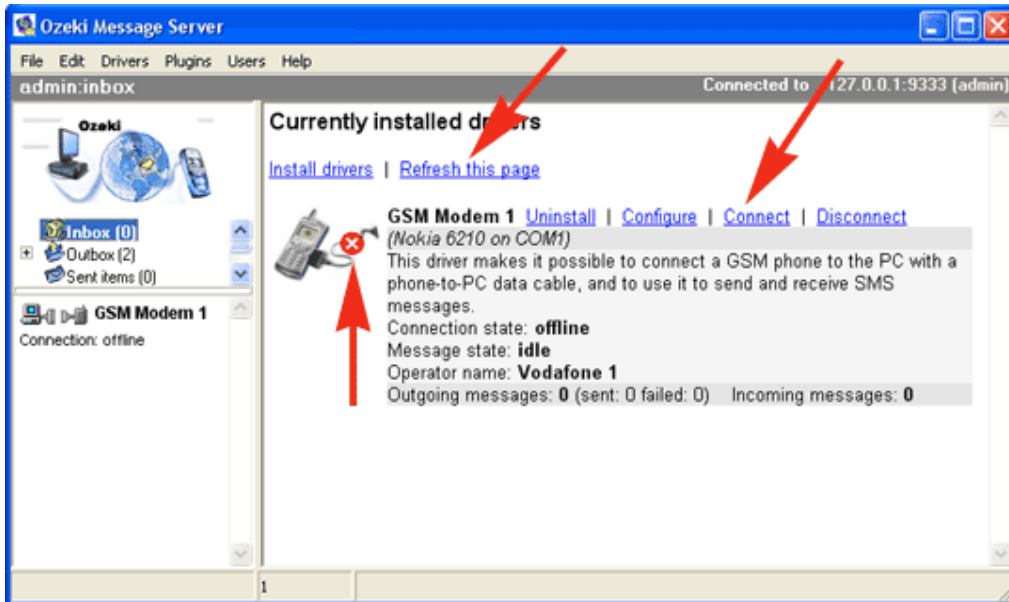 Ozeki Message Server
File Edit Drivers Plugins Users Help
admin:inbox
Connected to 127.0.0.1:9333 (admin)
Ozeki
Inbox (0)
Outbox (2)
Sent items (0)
GSM Modem 1
Connection: offline
Currently installed drivers
Install drivers | Refresh this page
GSM Modem 1 Uninstall | Configure | Connect | Disconnect
(Nokia 6210 on COM1)
This driver makes it possible to connect a GSM phone to the PC with a
phone-to-PC data cable, and to use it to send and receive SMS
messages.
Connection state: offline
Message state: idle
Operator name: Vodafone 1
Outgoing messages: 0 (sent: 0 failed: 0) Incoming messages: 0
1